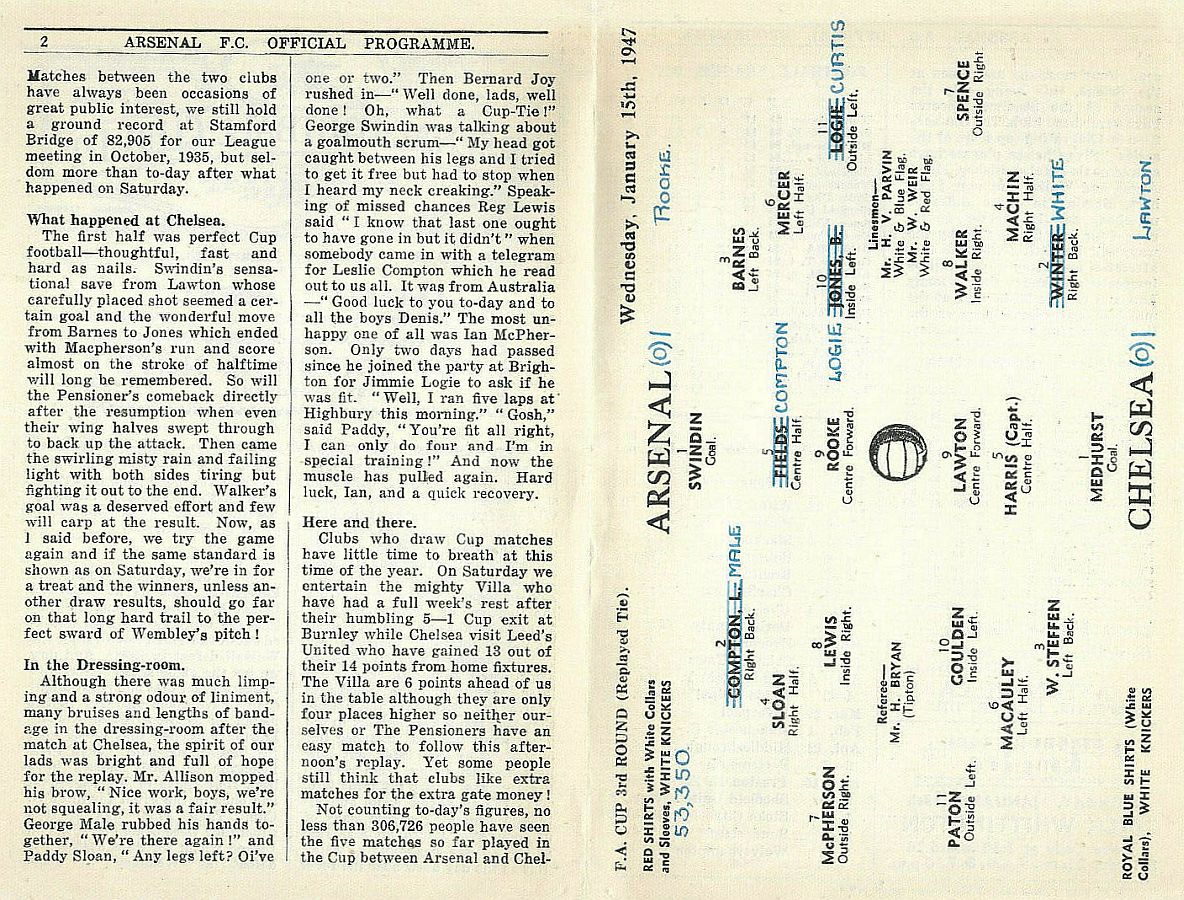 2 ARSENAL F.C. OFFICIAL PROGRAMME.
Matches between the two clubs
have always been occasions of
great public interest, we still hold
a ground record at Stamford
Bridge of 82,905 for our League
meeting in October, 1935, but sel-
dom more than to-day after what
happened on Saturday.
What happened at Chelsea.
The first half was perfect Cup
football—thoughtful, fast and
hard as nails. Swindin's sensa-
tional save from Lawton whose
carefully placed shot seemed a cer-
tain goal and the wonderful move
from Barnes to Jones which ended
with Macpherson's run and score
almost on the stroke of halftime
will long be remembered. So will
the Pensioner's comeback directly
after the resumption when even
their wing halves swept through
to back up the attack. Then came
the swirling misty rain and failing
light with both sides tiring but
fighting it out to the end. Walker's
goal was a deserved effort and few
will carp at the result. Now, as
I said before, we try the game
again and if the same standard is
shown as on Saturday, we're in for
a treat and the winners, unless an-
other draw results, should go far
on that long hard trail to the per-
fect sward of Wembley's pitch !
In the Dressing-room.
Although there was much limp-
ing and a strong odour of liniment,
many bruises and lengths of band-
age in the dressing-room after the
match at Chelsea, the spirit of our
lads was bright and full of hope
for the replay. Mr. Allison mopped
his brow, "Nice work, boys, we're
not squealing, it was a fair result."
George Male rubbed his hands to-
gether, "We're there again !" and
Paddy Sloan, "Any legs left? Oi've
one or two." Then Bernard Joy
rushed in—"Well done, lads, well
done ! Oh, what a Cup-Tie !"
George Swindin was talking about
a goalmouth scrum—"My head got
caught between his legs and I tried
to get it free but had to stop when
I heard my neck creaking." Speak-
ing of missed chances Reg Lewis
said "I know that last one ought
to have gone in but it didn't" when
somebody came in with a telegram
for Leslie Compton which he read
out to us all. It was from Australia
—"Good luck to you to-day and to
all the boys Denis." The most un-
happy one of all was Ian McPher-
son. Only two days had passed
since he joined the party at Brigh-
ton for Jimmie Logie to ask if he
was fit. "Well, I ran five laps at
Highbury this morning." "Gosh,"
said Paddy, "You're fit all right,
I can only do four and I'm in
special training !" And now the
muscle has pulled again. Hard
luck, Ian, and a quick recovery.
Here and there.
Clubs who draw Cup matches
have little time to breath at this
time of the year. On Saturday we
entertain the mighty Villa who
have had a full week's rest after
their humbling 5—1 Cup exit at
Burnley while Chelsea visit Leed's
United who have gained 13 out of
their 14 points from home fixtures.
The Villa are 6 points ahead of us
in the table although they are only
four places higher so neither our-
selves or The Pensioners have an
easy match to follow this after-
noon's replay. Yet some people
still think that clubs like extra
matches for the extra gate money !
Not counting to-day's figures, no
less than 306,726 people have seen
the five matches so far played in
the Cup between Arsenal and Chel-
F.A. CUP 3rd ROUND (Replayed Tie). Wednesday, January 15th, 1947
RED SHIRTS with White Collars
and Sleeves, WHITE KNICKERS
53,350
ARSENAL (0) 1
ROOKE.
1
SWINDIN
Goal.
2
COMPTON, L. MALE
Right Back.
3
BARNES
Left Back.
4
SLOAN
Right Half.
5
FIELDS COMPTON
Centre Half.
6
MERCER
Left Half.
7
McPHERSON
Outside Right.
8
LEWIS
Inside Right.
9
ROOKE
Centre Forward.
10
LOGIE JONES, B.
Inside Left.
11
LOGIE CURTIS
Outside Left.
Referee—
Mr. H. BRYAN
(Tipton)
Linesmen—
Mr. H. V. PARVIN
White & Blue Flag.
Mr. W. WEIR
White & Red Flag.
11
PATON
Outside Left.
10
GOULDEN
Inside Left.
9
LAWTON
Centre Forward.
8
WALKER
Inside Right.
7
SPENCE
Outside Right
6
MACAULEY
Left Half.
5
HARRIS (Capt.)
Centre Half.
4
MACHIN
Right Half.
3
W. STEFFEN
Left Back.
2
WINTER WHITE
Right Back.
1
MEDHURST
Goal.
ROYAL BLUE SHIRTS (White
Collars), WHITE KNICKERS
CHELSEA (0) 1
LAWTON.